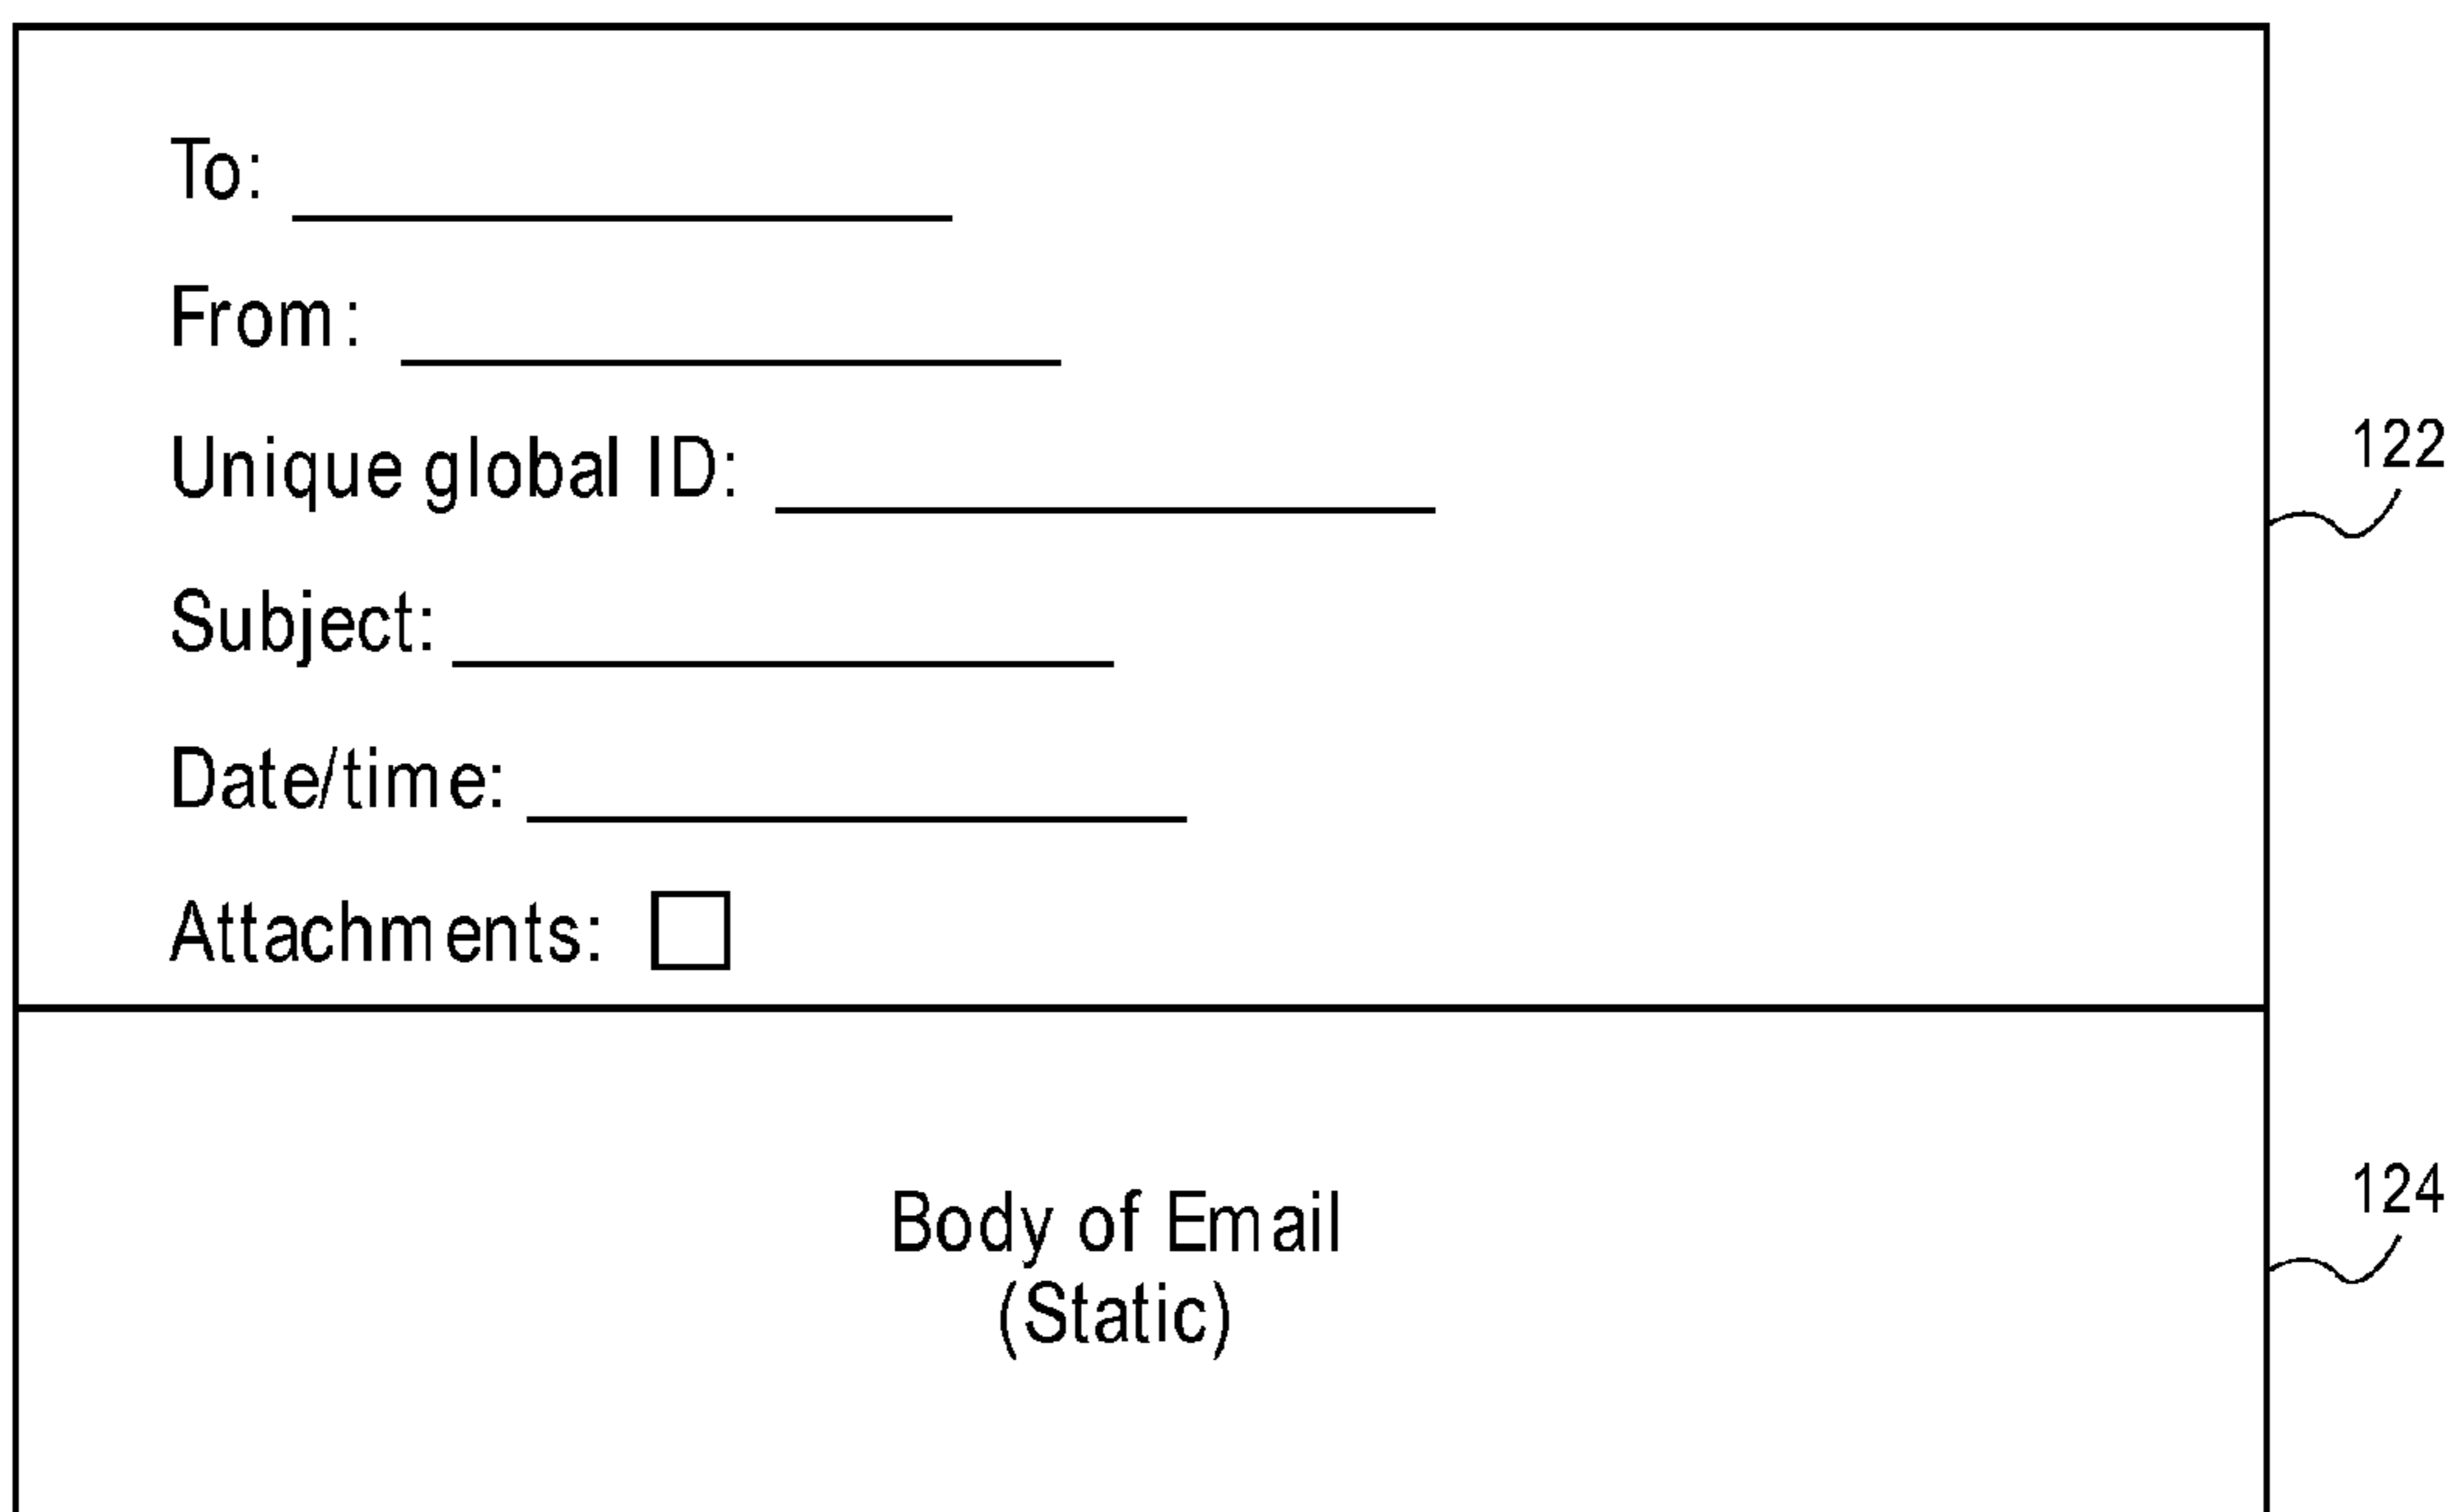 To:
From:
Unique global ID:
122
Subject:
Date/time:
Attachments:
124
Body of Email
(Static)